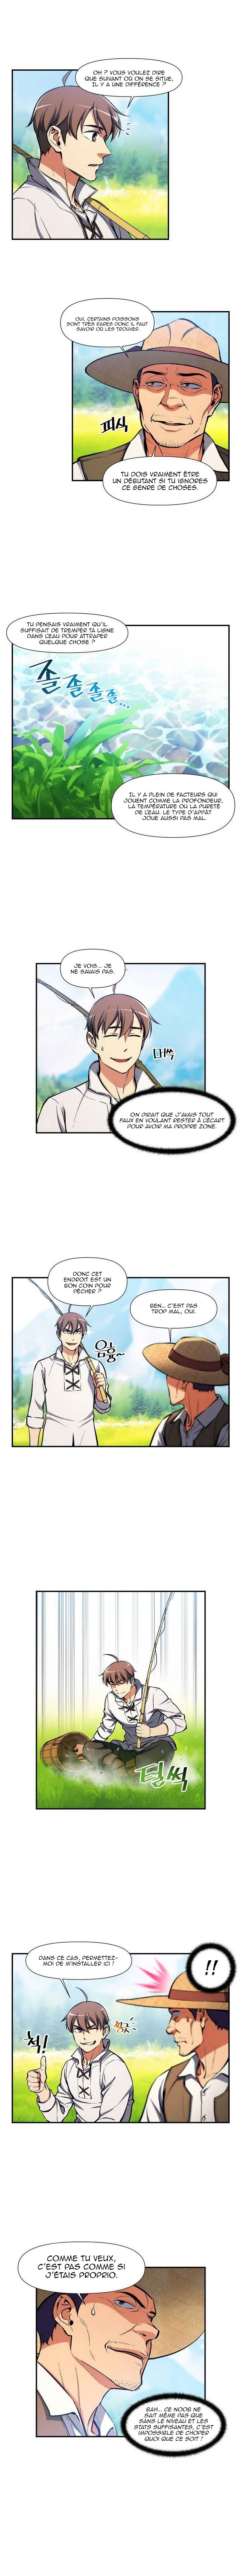 OH ? VOUS VOULEZ DIRE
QUE SUIVANT OÙ ON SE SITUE,
IL Y A UNE DIFFÉRENCE ?
OUI, CERTAINS POISSONS
SONT TRÈS RARES DONC IL FAUT
SAVOIR OÙ LES TROUVER.
피식
TU DOIS VRAIMENT ÊTRE
UN DÉBUTANT SI TU IGNORES
CE GENRE DE CHOSES.
TU PENSAIS VRAIMENT QU'IL
SUFFISAIT DE TREMPER TA LIGNE
DANS L'EAU POUR ATTRAPER
QUELQUE CHOSE ?
졸졸졸졸...
IL Y A PLEIN DE FACTEURS QUI
JOUENT COMME LA PROFONDEUR,
LA TEMPÉRATURE OU LA PURETÉ
DE L'EAU. LE TYPE D'APPÂT
JOUE AUSSI PAS MAL.
JE VOIS... JE
NE SAVAIS PAS.
머쓱
ON DIRAIT QUE J'AVAIS TOUT
FAUX EN VOULANT RESTER À L'ÉCART
POUR AVOIR MA PROPRE ZONE.
DONC CET
ENDROIT EST UN
BON COIN POUR
PÊCHER ?
BEN... C'EST PAS
TROP MAL, OUI.
음흉~
털썩
DANS CE CAS, PERMETTEZ-
MOI DE M'INSTALLER ICI !
!!
척!
찡긋
COMME TU VEUX,
C'EST PAS COMME SI
J'ÉTAIS PROPRIO.
BAH... CE NOOB NE
SAIT MÊME PAS QUE
SANS LE NIVEAU ET LES
STATS SUFFISANTES, C'EST
IMPOSSIBLE DE CHOPER
QUOI QUE CE SOIT !